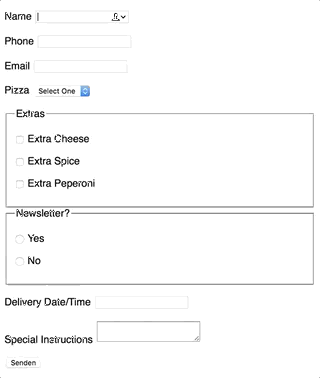 Name
Phone
Email
Pizza Select One
Extras
Extra Cheese
Extra Spice
Extra Peperoni
Newsletter?
Yes
No
Delivery Date/Time
Special Instructions
Senden